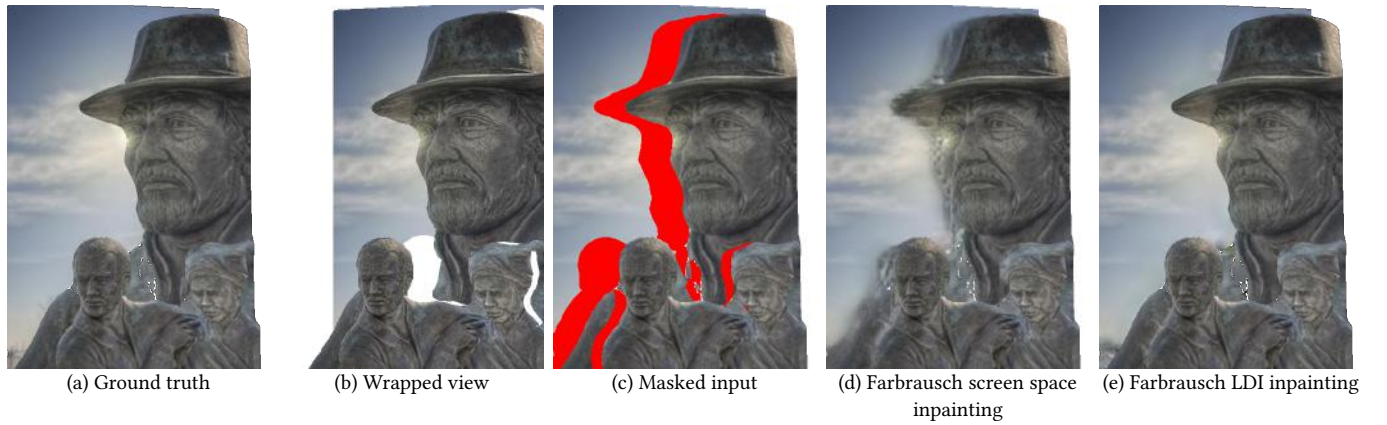 (a) Ground truth
(b) Wrapped view
(c) Masked input
(d) Farbrausch screen space
inpainting
(e) Farbrausch LDI inpainting